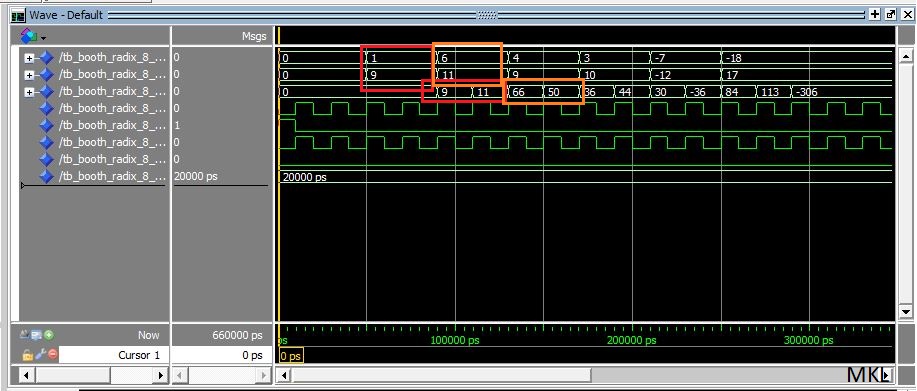 Wave - Default
Msgs
/tb_booth_radix_8_... 0 0 1 6 4 3 -7 -18
/tb_booth_radix_8_... 0 0 9 11 9 10 -12 17
/tb_booth_radix_8_... 0 0 9 11 66 50 36 44 30 -36 84 113 -306
/tb_booth_radix_8_... 0
/tb_booth_radix_8_... 1
/tb_booth_radix_8_... 0
/tb_booth_radix_8_... 0
/tb_booth_radix_8_... 20000 ps 20000 ps
Now 660000 ps ps 100000 ps 200000 ps 300000 ps
Cursor 1 0 ps 0 ps